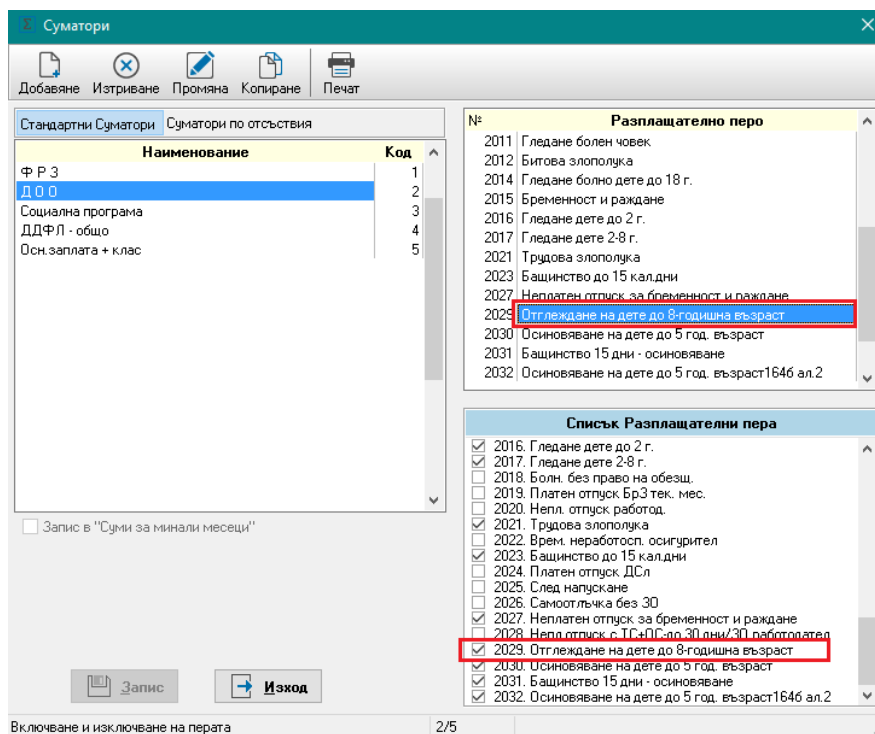 Суматори
Добавяне Изтриване Промяна Копиране Печат
Стандартни Суматори Суматори по отсъствия
Наименование Код
Ф Р З 1
Д О О 2
Социална програма 3
ДДФЛ - общо 4
Осн.заплата + клас 5
Запис в "Суми за минали месеци"
Запис Изход
№ Разплащателно перо
2011 Гледане болен човек
2012 Битова злополука
2014 Гледане болно дете до 18 г.
2015 Бременност и раждане
2016 Гледане дете до 2 г.
2017 Гледане дете 2-8 г.
2021 Трудова злополука
2023 Бащинство до 15 кал.дни
2027 Неплатен отпуск за бременност и раждане
2029 Отглеждане на дете до 8-годишна възраст
2030 Осиновяване на дете до 5 год. възраст
2031 Бащинство 15 дни - осиновяване
2032 Осиновяване на дете до 5 год. възраст164б ал.2
Списък Разплащателни пера
2016. Гледане дете до 2 г.
2017. Гледане дете 2-8 г.
2018. Болн. без право на обезщ.
2019. Платен отпуск БрЗ тек. мес.
2020. Непл. отпуск работод.
2021. Трудова злополука
2022. Врем. неработосп. осигурител
2023. Бащинство до 15 кал.дни
2024. Платен отпуск ДСл
2025. След напускане
2026. Самоотлъчка без ЗО
2027. Неплатен отпуск за бременност и раждане
2028. Непл.отпуск с ТС+ОС-до 30 дни/ЗО работодател
2029. Отглеждане на дете до 8-годишна възраст
2030. Осиновяване на дете до 5 год. възраст
2031. Бащинство 15 дни - осиновяване
2032. Осиновяване на дете до 5 год. възраст164б ал.2
Включване и изключване на перата 2/5